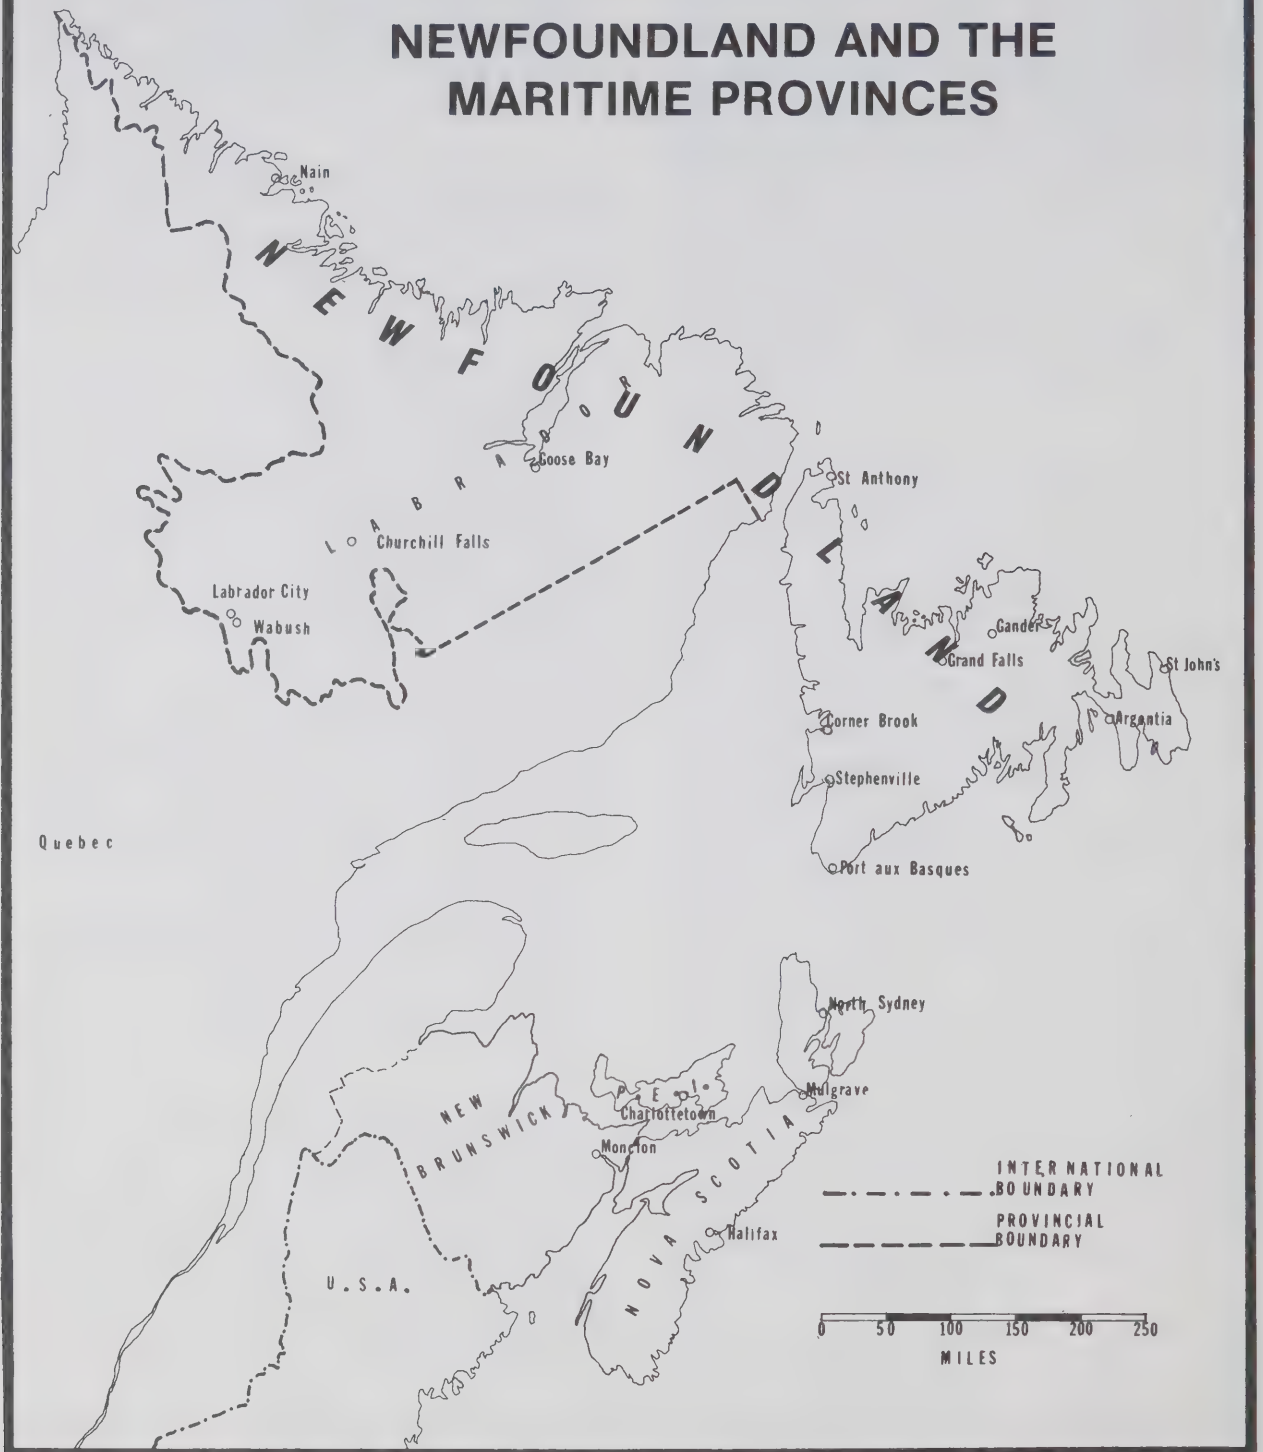 NEWFOUNDLAND AND THE
MARITIME PROVINCES
Nain
NEWFOUNDLAND
LABRADOR
Goose Bay
St Anthony
Churchill Falls
Labrador City
Wabush
Gander
Grand Falls
St John's
Corner Brook
Argentia
Stephenville
Quebec
Port aux Basques
North Sydney
P. E. I.
Mulgrave
Charlottetown
NEW
BRUNSWICK
Moncton
NOVA SCOTIA
Halifax
U.S.A.
INTERNATIONAL
BOUNDARY
PROVINCIAL
BOUNDARY
0 50 100 150 200 250
MILES